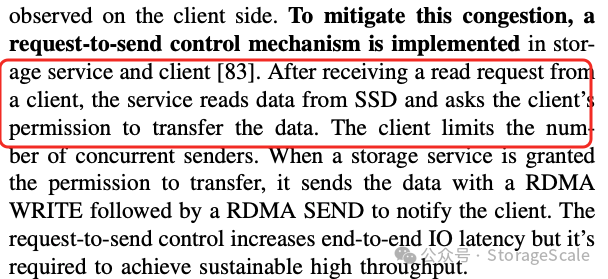 observed on the client side. To mitigate this congestion, a
request-to-send control mechanism is implemented in stor-
age service and client [83]. After receiving a read request from
a client, the service reads data from SSD and asks the client's
permission to transfer the data. The client limits the num-
ber of concurrent senders. When a storage service is granted
the permission to transfer, it sends the data with a RDMA
WRITE followed by a RDMA SEND to notify the client. The
request-to-send control increases end-to-end IO latency but it's
required to achieve sustainable high throughput.
公众号 · StorageScale